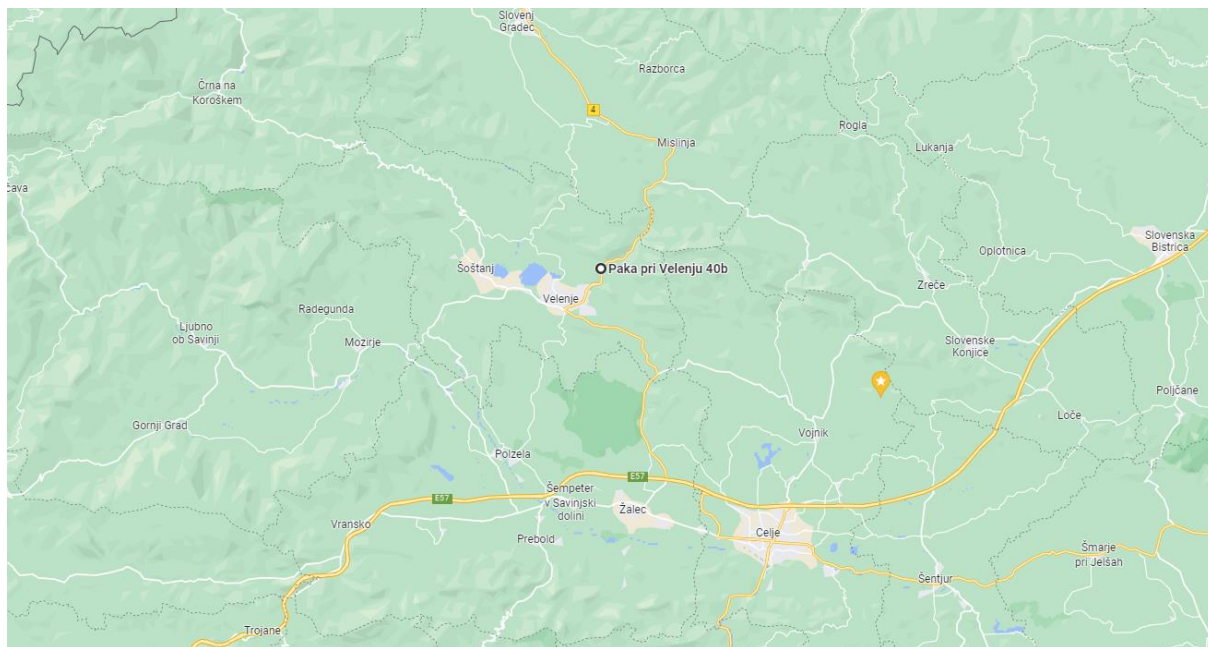 Slovenj
Gradec
Razborca
Črna na
Koroškem
4
Rogla
Mislinja
Lukanja
Slovenska
Bistrica
Oplotnica
Šoštanj
Paka pri Velenju 40b
Zreče
Velenje
Radegunda
Ljubno
ob Savinji
Mozirje
Slovenske
Konjice
Poljčane
Loče
Gornji Grad
Vojnik
Polzela
E57
Šempeter
v Savinjski
dolini
E57
Žalec
Vransko
Celje
Prebold
Šmarje
pri Jelšah
Šentjur
Trojane